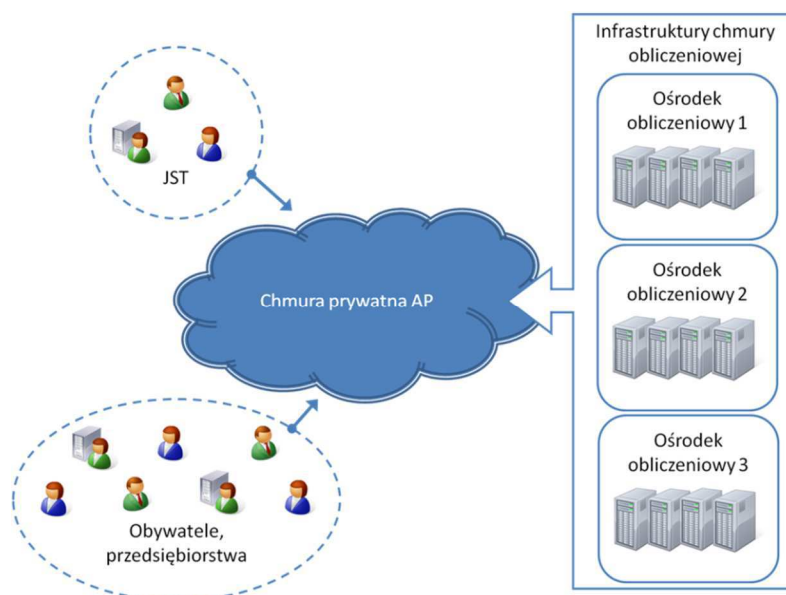 Infrastruktury chmury
obliczeniowej
Ośrodek
obliczeniowy 1
JST
Chmura prywatna AP
Ośrodek
obliczeniowy 2
Ośrodek
obliczeniowy 3
Obywatele,
przedsiębiorstwa